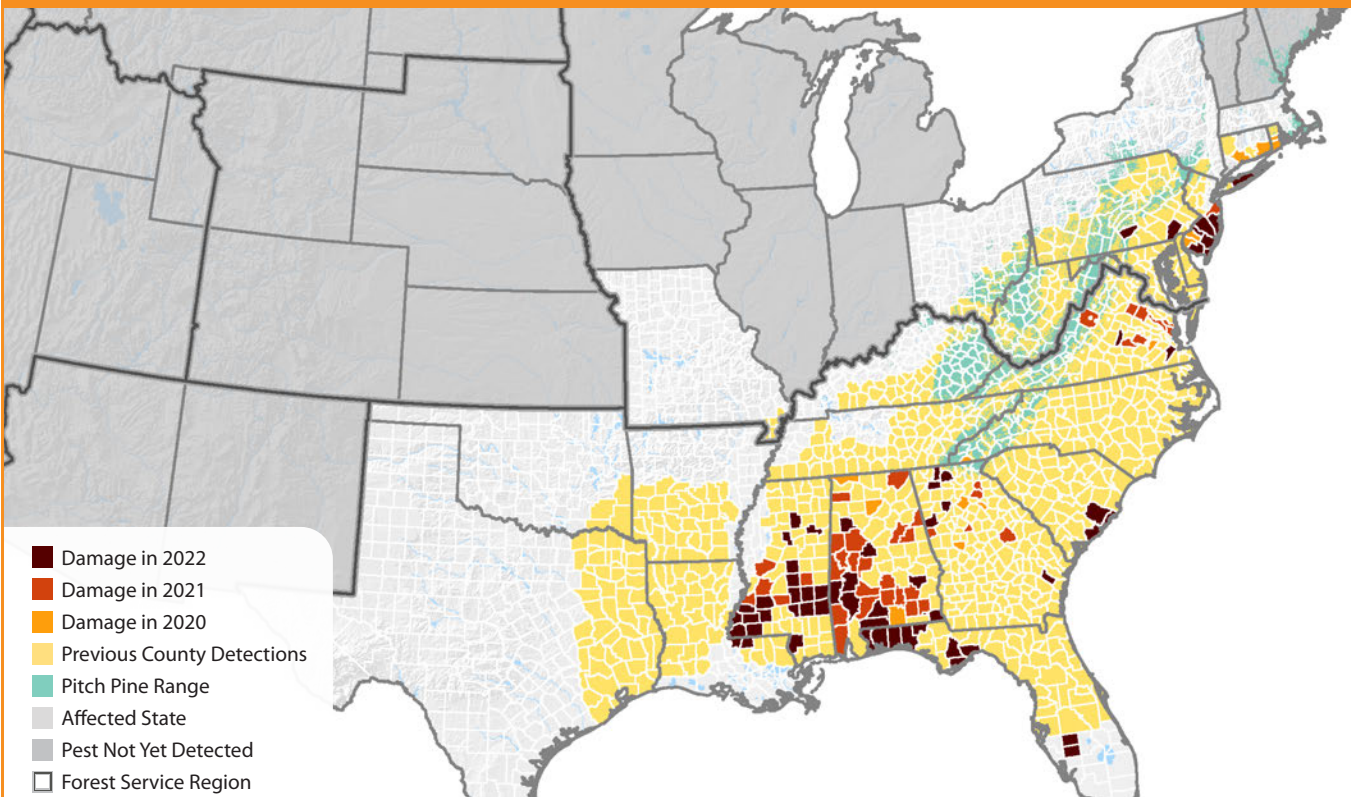 Damage in 2022
Damage in 2021
Damage in 2020
Previous County Detections
Pitch Pine Range
Affected State
Pest Not Yet Detected
Forest Service Region